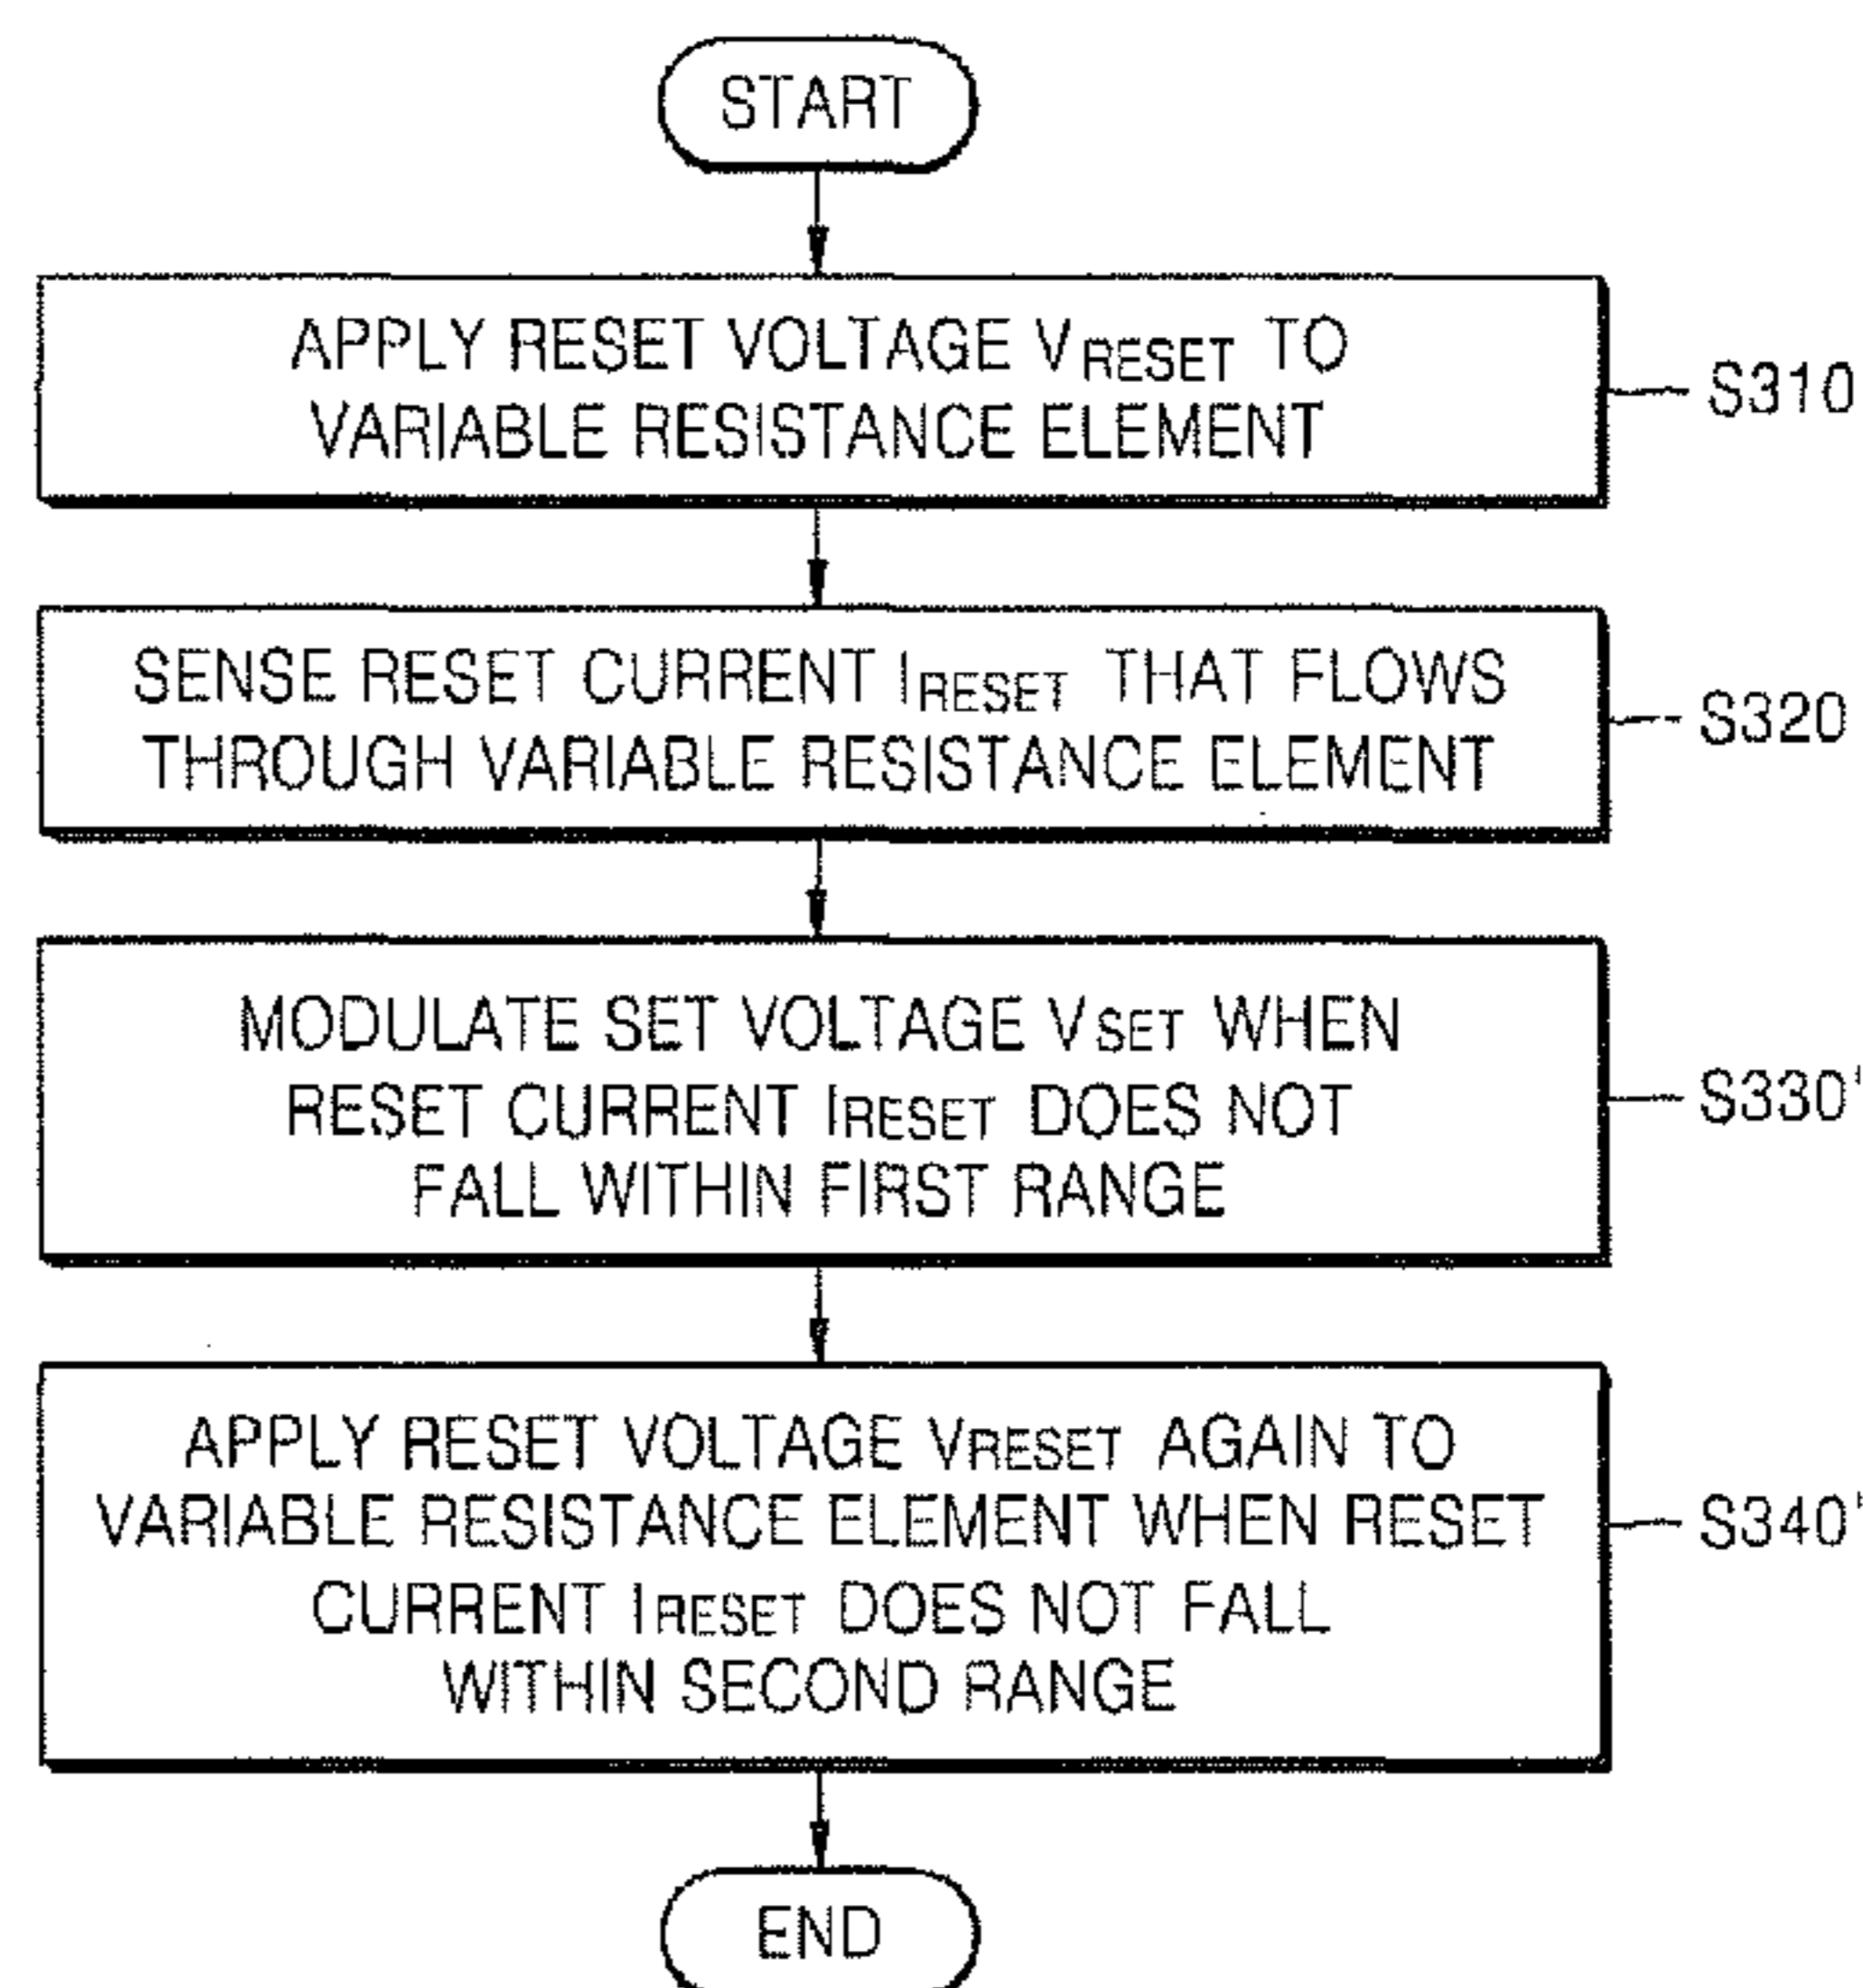 START
APPLY RESET VOLTAGE VRESET TO
VARIABLE RESISTANCE ELEMENT
S310
SENSE RESET CURRENT IRESET THAT FLOWS
THROUGH VARIABLE RESISTANCE ELEMENT
S320
MODULATE SET VOLTAGE VSET WHEN
RESET CURRENT IRESET DOES NOT
FALL WITHIN FIRST RANGE
S330'
APPLY RESET VOLTAGE VRESET AGAIN TO
VARIABLE RESISTANCE ELEMENT WHEN RESET
CURRENT IRESET DOES NOT FALL
WITHIN SECOND RANGE
S340'
END